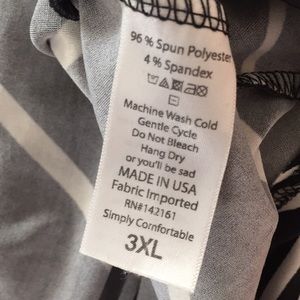 96 % Spun Polyester
4 % Spandex
Machine Wash Cold
Gentle Cycle
Do Not Bleach
Hang Dry
or you'll be sad
MADE IN USA
Fabric Imported
RN#142161
Simply Comfortable
3XL